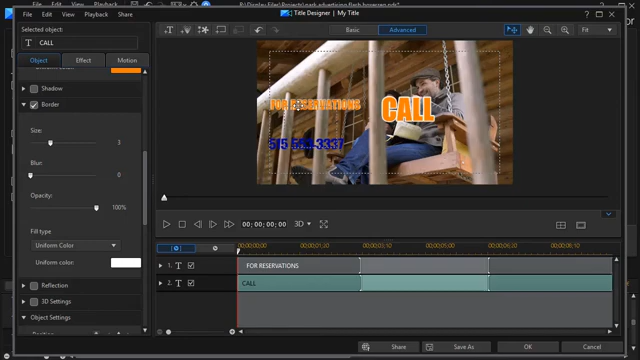 Title Designer | My Title
File Edit Playback Share
Selected object:
T CALL
Basic Advanced
Fit
Object Effect Motion
Shadow
Border
Size:
3
Blur:
0
Opacity:
100%
Fill type
Uniform Color
Uniform color:
Reflection
3D Settings
Object Settings
FOR RESERVATIONS
CALL
00:00:00:00 3D
1. T FOR RESERVATIONS
2. T CALL
Share Save As OK Cancel